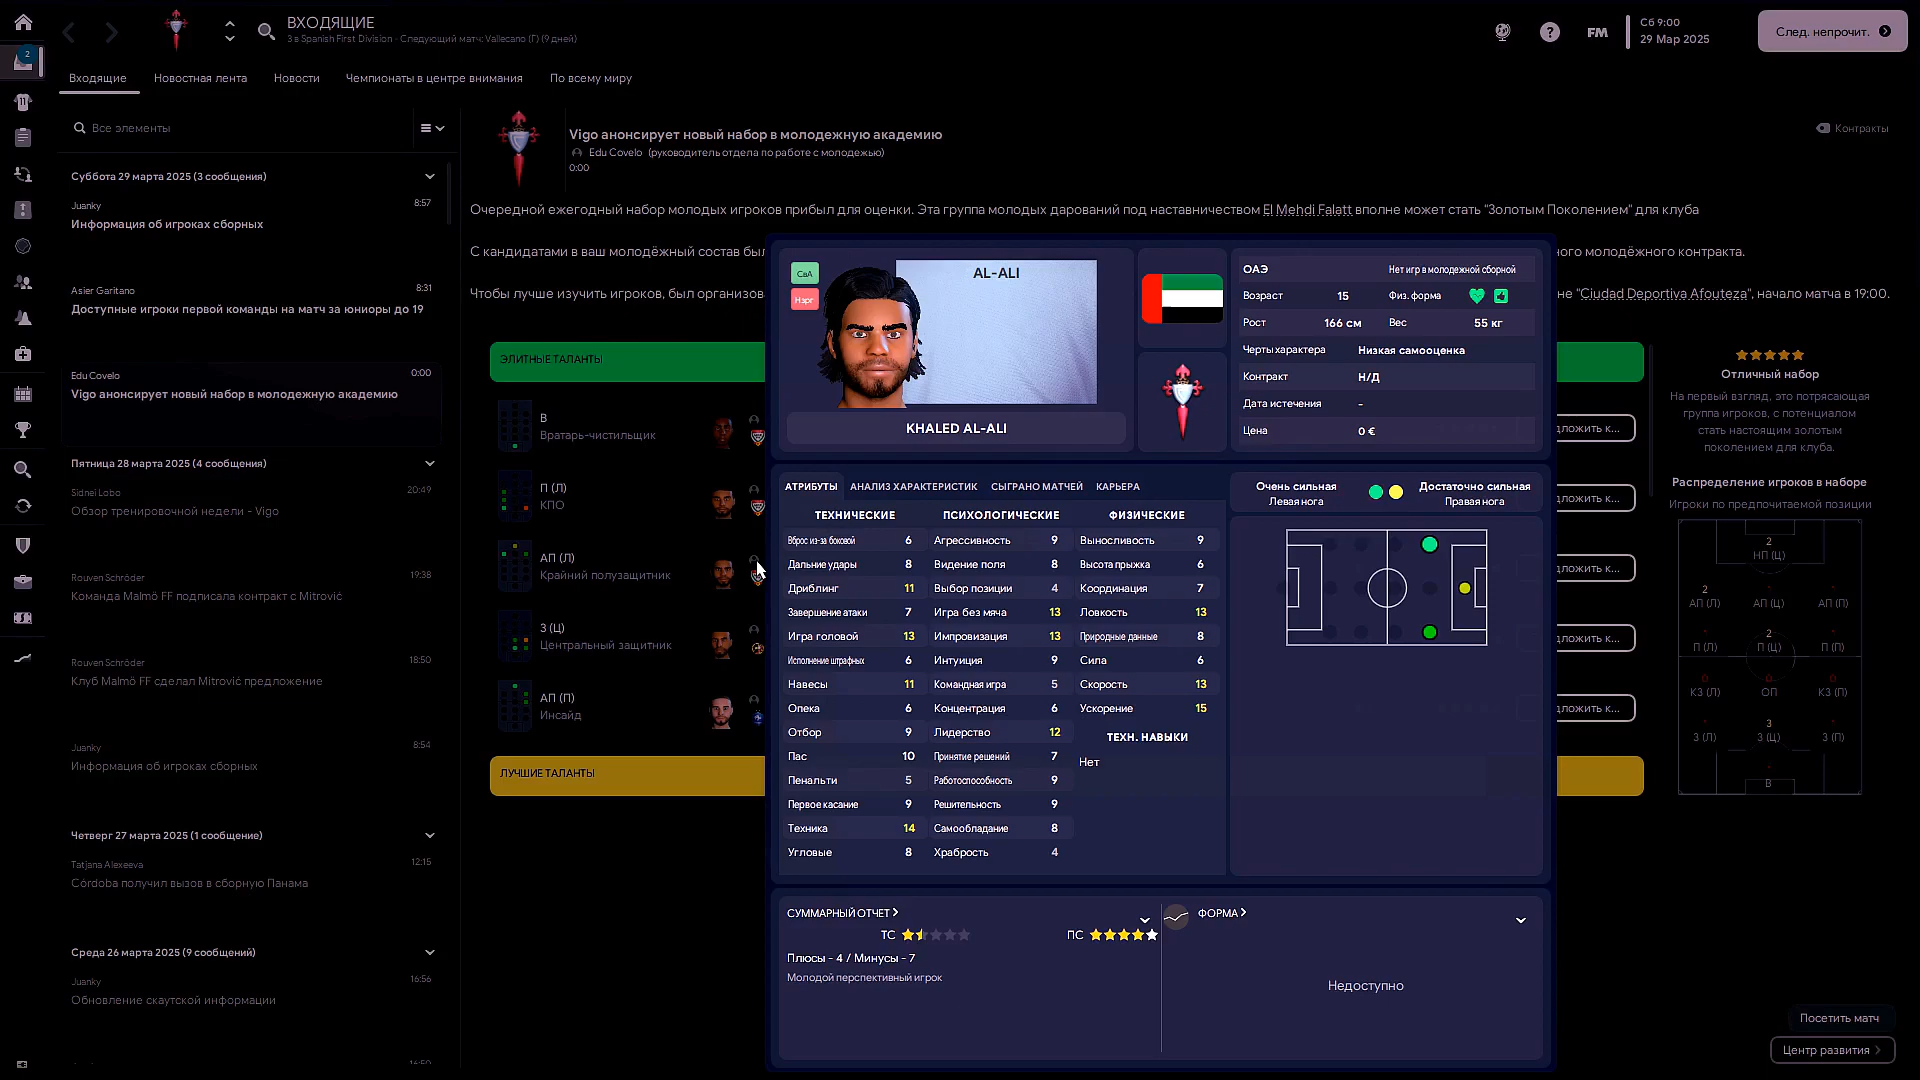 ВХОДЯЩИЕ
3 в Spanish First Division - Следующий матч: Vallecano (Г) (9 дней)
FM
Сб 9:00
29 Мар 2025
След. непрочит.
2
Входящие
Новостная лента
Новости
Чемпионаты в центре внимания
По всему миру
Все элементы
Суббота 29 марта 2025 (3 сообщения)
Juanky
8:57
Информация об игроках сборных
Asier Garitano
8:31
Доступные игроки первой команды на матч за юниоры до 19
Edu Covelo
0:00
Vigo анонсирует новый набор в молодежную академию
Пятница 28 марта 2025 (4 сообщения)
Sidnei Lobo
20:49
Обзор тренировочной недели - Vigo
Rouven Schröder
19:38
Команда Malmö FF подписала контракт с Mitrović
Rouven Schröder
18:50
Клуб Malmö FF сделал Mitrović предложение
Juanky
8:54
Информация об игроках сборных
Четверг 27 марта 2025 (1 сообщение)
Tatjana Alexeeva
12:15
Córdoba получил вызов в сборную Панама
Среда 26 марта 2025 (9 сообщений)
Juanky
16:56
Обновление скаутской информации
16:50
Vigo анонсирует новый набор в молодежную академию
Edu Covelo (руководитель отдела по работе с молодежью)
0:00
Контракты
Очередной ежегодный набор молодых игроков прибыл для оценки. Эта группа молодых дарований под наставничеством El Mehdi Falatt вполне может стать "Золотым Поколением" для клуба
С кандидатами в ваш молодёжный состав
ного молодёжного контракта.
Чтобы лучше изучить игроков, был
не "Ciudad Deportiva Afouteza", начало матча в 19:00.
ЭЛИТНЫЕ ТАЛАНТЫ
В
Вратарь-чистильщик
П (Л)
КПО
АП (Л)
Крайний полузащитник
З (Ц)
Центральный защитник
АП (П)
Инсайд
ЛУЧШИЕ ТАЛАНТЫ
СвА
Нзрг
AL-ALI
KHALED AL-ALI
ОАЭ
Нет игр в молодежной сборной
Возраст 15
Физ. форма
Рост 166 см
Вес 55 кг
Черты характера Низкая самооценка
Контракт Н/Д
Дата истечения -
Цена 0 €
АТРИБУТЫ
АНАЛИЗ ХАРАКТЕРИСТИК
СЫГРАНО МАТЧЕЙ
КАРЬЕРА
ТЕХНИЧЕСКИЕ
Вброс из-за боковой 6
Дальние удары 8
Дриблинг 11
Завершение атаки 7
Игра головой 13
Исполнение штрафных 6
Навесы 11
Опека 6
Отбор 9
Пас 10
Пенальти 5
Первое касание 9
Техника 14
Угловые 8
ПСИХОЛОГИЧЕСКИЕ
Агрессивность 9
Видение поля 8
Выбор позиции 4
Игра без мяча 13
Импровизация 13
Интуиция 9
Командная игра 5
Концентрация 6
Лидерство 12
Принятие решений 7
Работоспособность 9
Решительность 9
Самообладание 8
Храбрость 4
ФИЗИЧЕСКИЕ
Выносливость 9
Высота прыжка 6
Координация 7
Ловкость 13
Природные данные 8
Сила 6
Скорость 13
Ускорение 15
ТЕХН. НАВЫКИ
Нет
Очень сильная
Левая нога
Достаточно сильная
Правая нога
СУММАРНЫЙ ОТЧЕТ
ТС
ПС
Плюсы - 4 / Минусы - 7
Молодой перспективный игрок
ФОРМА
Недоступно
ложить к...
ложить к...
ложить к...
ложить к...
ложить к...
Отличный набор
На первый взгляд, это потрясающая
группа игроков, с потенциалом
стать настоящим золотым
поколением для клуба.
Распределение игроков в наборе
Игроки по предпочитаемой позиции
2
НП (Ц)
2
АП (Л) АП (Ц) АП (П)
2
П (Л) П (Ц) П (П)
0 0 0
КЗ (Л) ОП КЗ (П)
3
З (Л) З (Ц) З (П)
В
Посетить матч
Центр развития